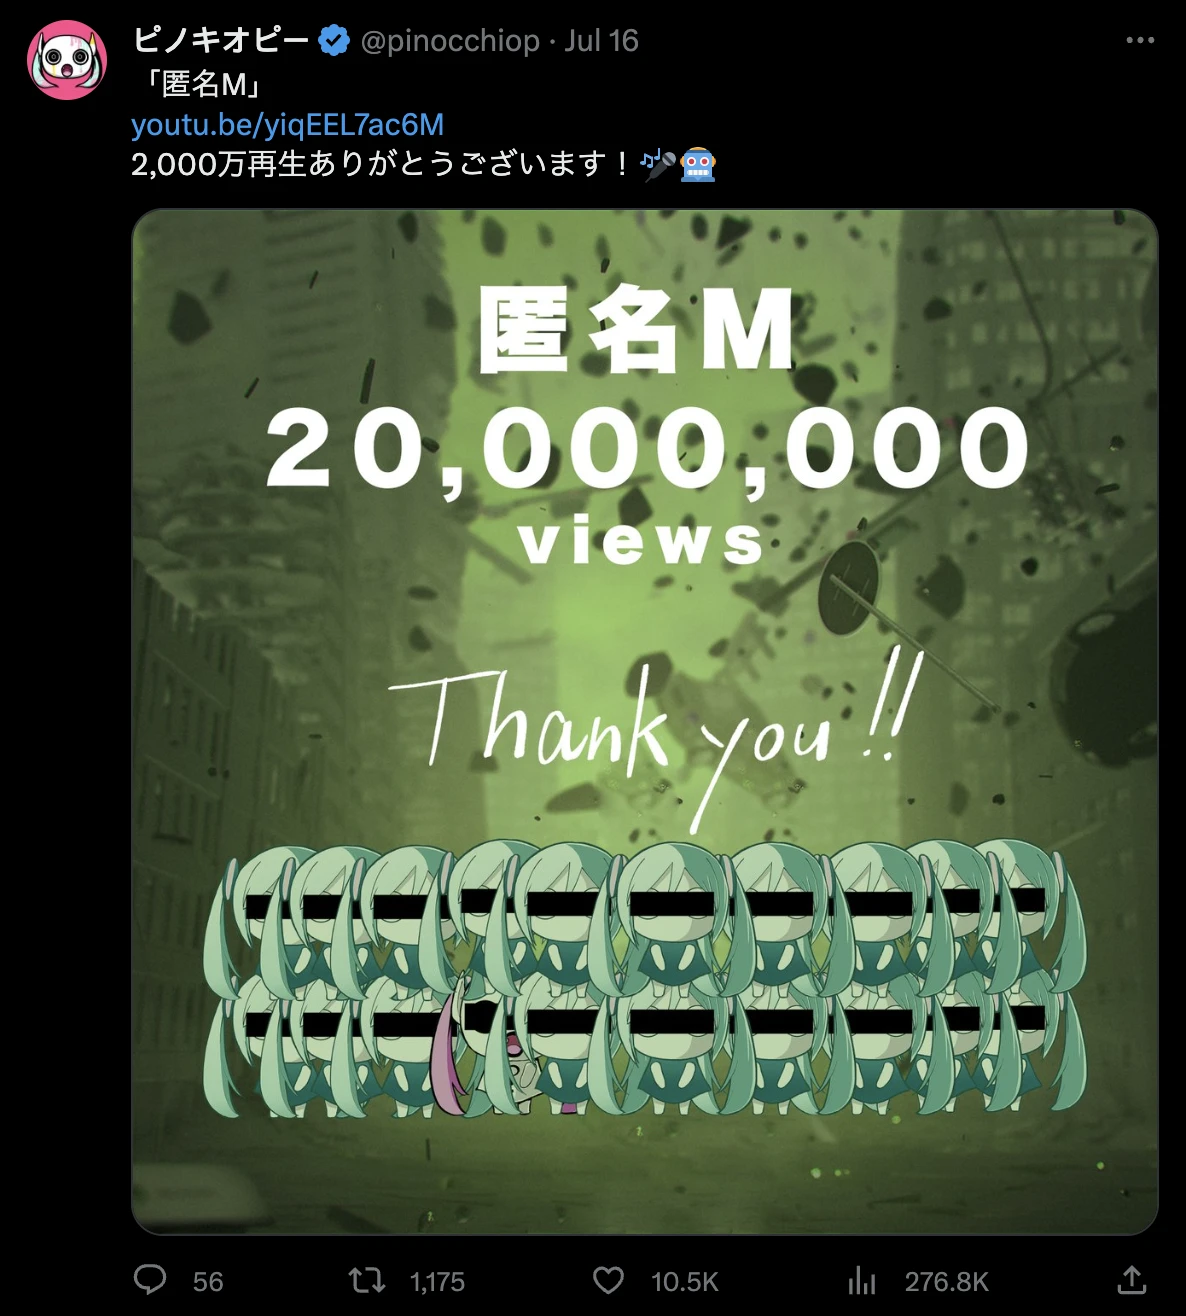 ピノキオピー @pinocchiop · Jul 16
「匿名M」
youtu.be/yiqEEL7ac6M
2,000万再生ありがとうございます！🎤🤖
匿名M
20,000,000
views
Thank you!!
56 1,175 10.5K 276.8K